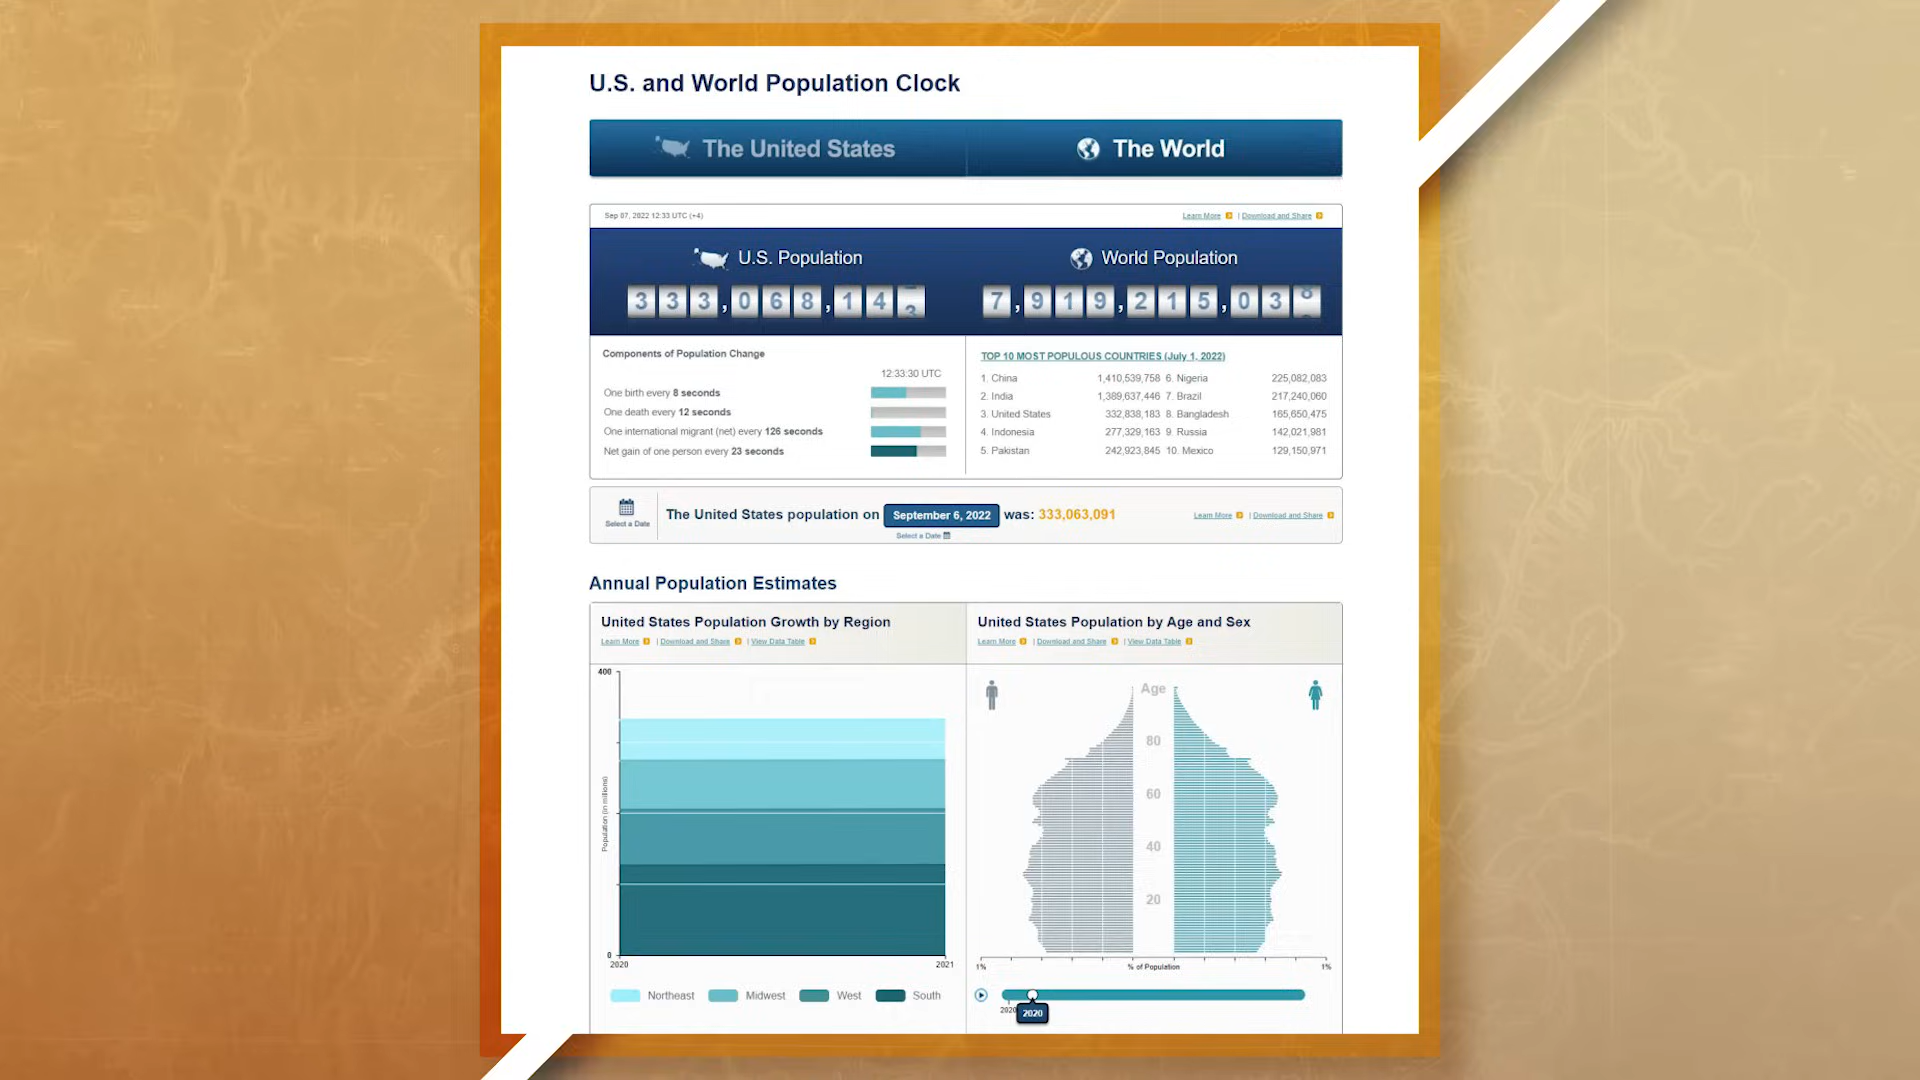 U.S. and World Population Clock
The United States
The World
Sep 07, 2022 12:33 UTC (+4)
Learn More | Download and Share
U.S. Population
World Population
333,068,14
7,919,215,03
Components of Population Change
12:33:30 UTC
One birth every 8 seconds
One death every 12 seconds
One international migrant (net) every 126 seconds
Net gain of one person every 23 seconds
TOP 10 MOST POPULOUS COUNTRIES (July 1, 2022)
1. China 1,410,539,758 6. Nigeria 225,082,083
2. India 1,389,637,446 7. Brazil 217,240,060
3. United States 332,838,183 8. Bangladesh 165,650,475
4. Indonesia 277,329,163 9 Russia 142,021,981
5. Pakistan 242,923,845 10. Mexico 129,150,971
Select a Date
The United States population on September 6, 2022 was: 333,063,091
Select a Date
Learn More | Download and Share
Annual Population Estimates
United States Population Growth by Region
Learn More | Download and Share | View Data Table
400
Population (in millions)
0
2020 2021
Northeast Midwest West South
United States Population by Age and Sex
Learn More | Download and Share | View Data Table
Age
80
60
40
20
1% % of Population 1%
2020
2020